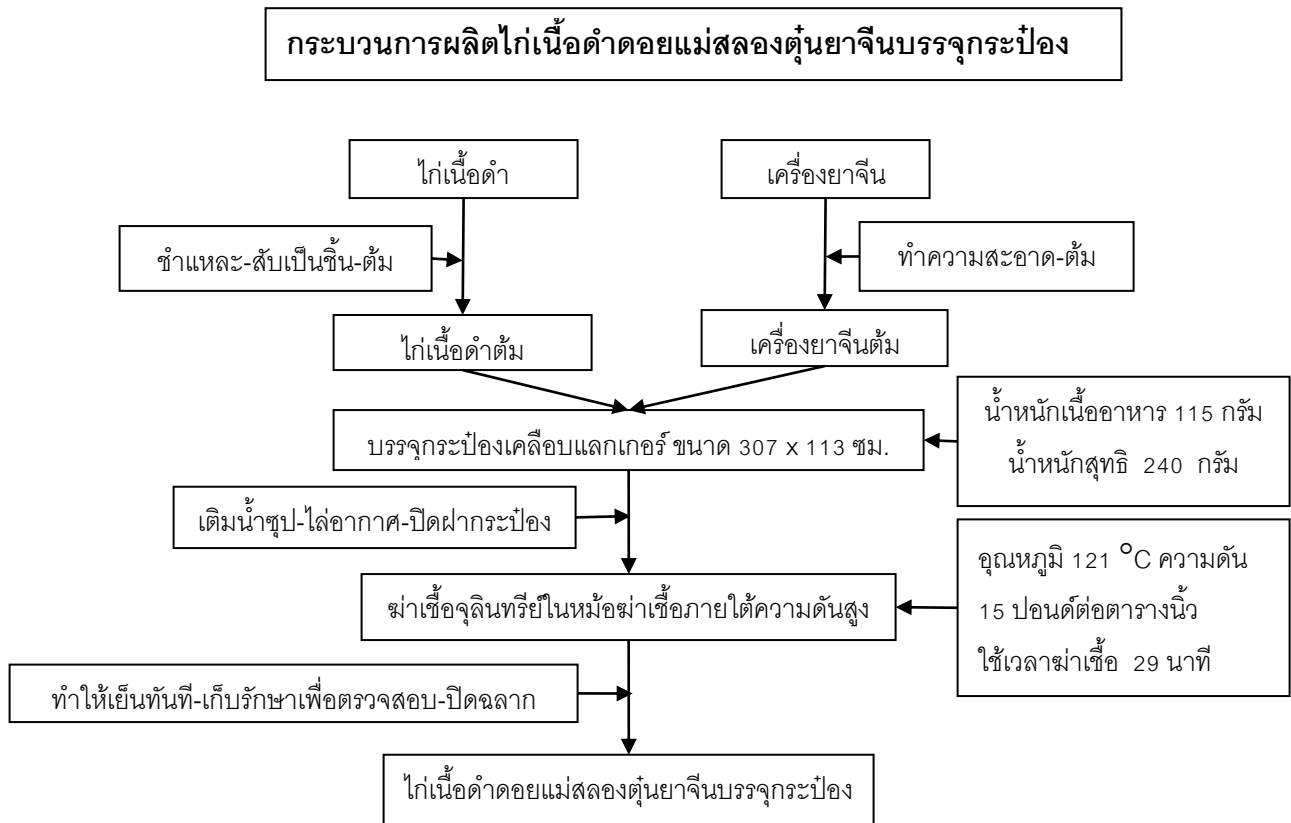 กระบวนการผลิตไก่เนื้อดำดอยแม่สลองตุ๋นยาจีนบรรจุกระป๋อง
ไก่เนื้อดำ
เครื่องยาจีน
ชำแหละ-สับเป็นชิ้น-ต้ม
ทำความสะอาด-ต้ม
ไก่เนื้อดำต้ม
เครื่องยาจีนต้ม
บรรจุกระป๋องเคลือบแลกเกอร์ ขนาด 307 x 113 ซม.
น้ำหนักเนื้ออาหาร 115 กรัม
น้ำหนักสุทธิ 240 กรัม
เติมน้ำซุป-ไล่อากาศ-ปิดฝากระป๋อง
ฆ่าเชื้อจุลินทรีย์ในหม้อฆ่าเชื้อภายใต้ความดันสูง
อุณหภูมิ 121 °C ความดัน
15 ปอนด์ต่อตารางนิ้ว
ใช้เวลาฆ่าเชื้อ 29 นาที
ทำให้เย็นทันที-เก็บรักษาเพื่อตรวจสอบ-ปิดฉลาก
ไก่เนื้อดำดอยแม่สลองตุ๋นยาจีนบรรจุกระป๋อง